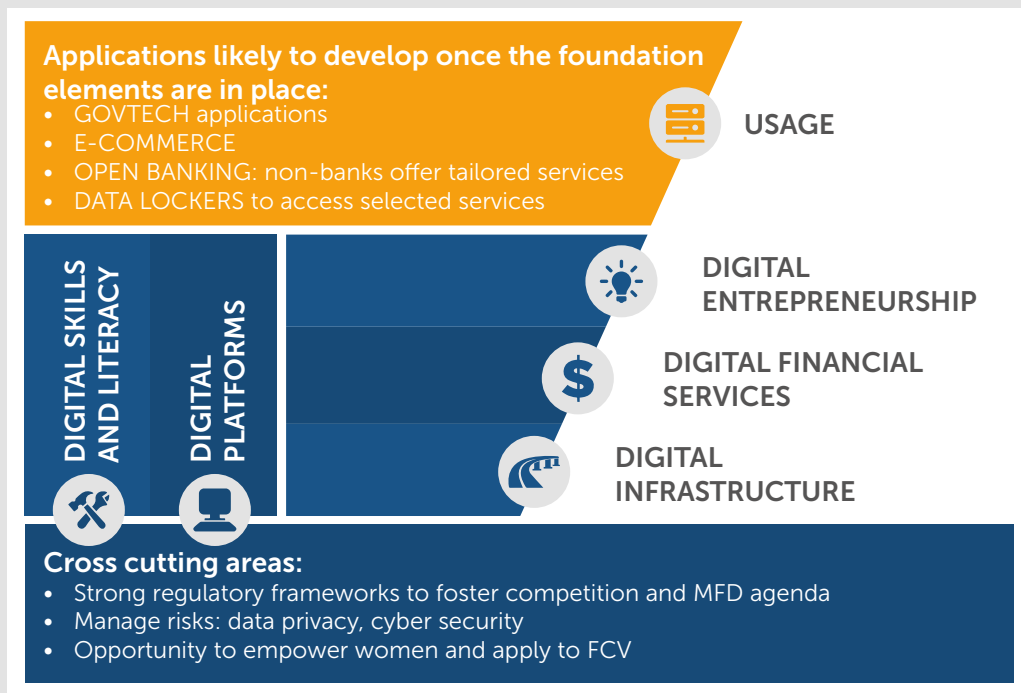 Applications likely to develop once the foundation
elements are in place:
• GOVTECH applications
• E-COMMERCE
• OPEN BANKING: non-banks offer tailored services
• DATA LOCKERS to access selected services
USAGE
DIGITAL SKILLS
AND LITERACY
DIGITAL
PLATFORMS
DIGITAL
ENTREPRENEURSHIP
DIGITAL FINANCIAL
SERVICES
$
DIGITAL
INFRASTRUCTURE
Cross cutting areas:
• Strong regulatory frameworks to foster competition and MFD agenda
• Manage risks: data privacy, cyber security
• Opportunity to empower women and apply to FCV